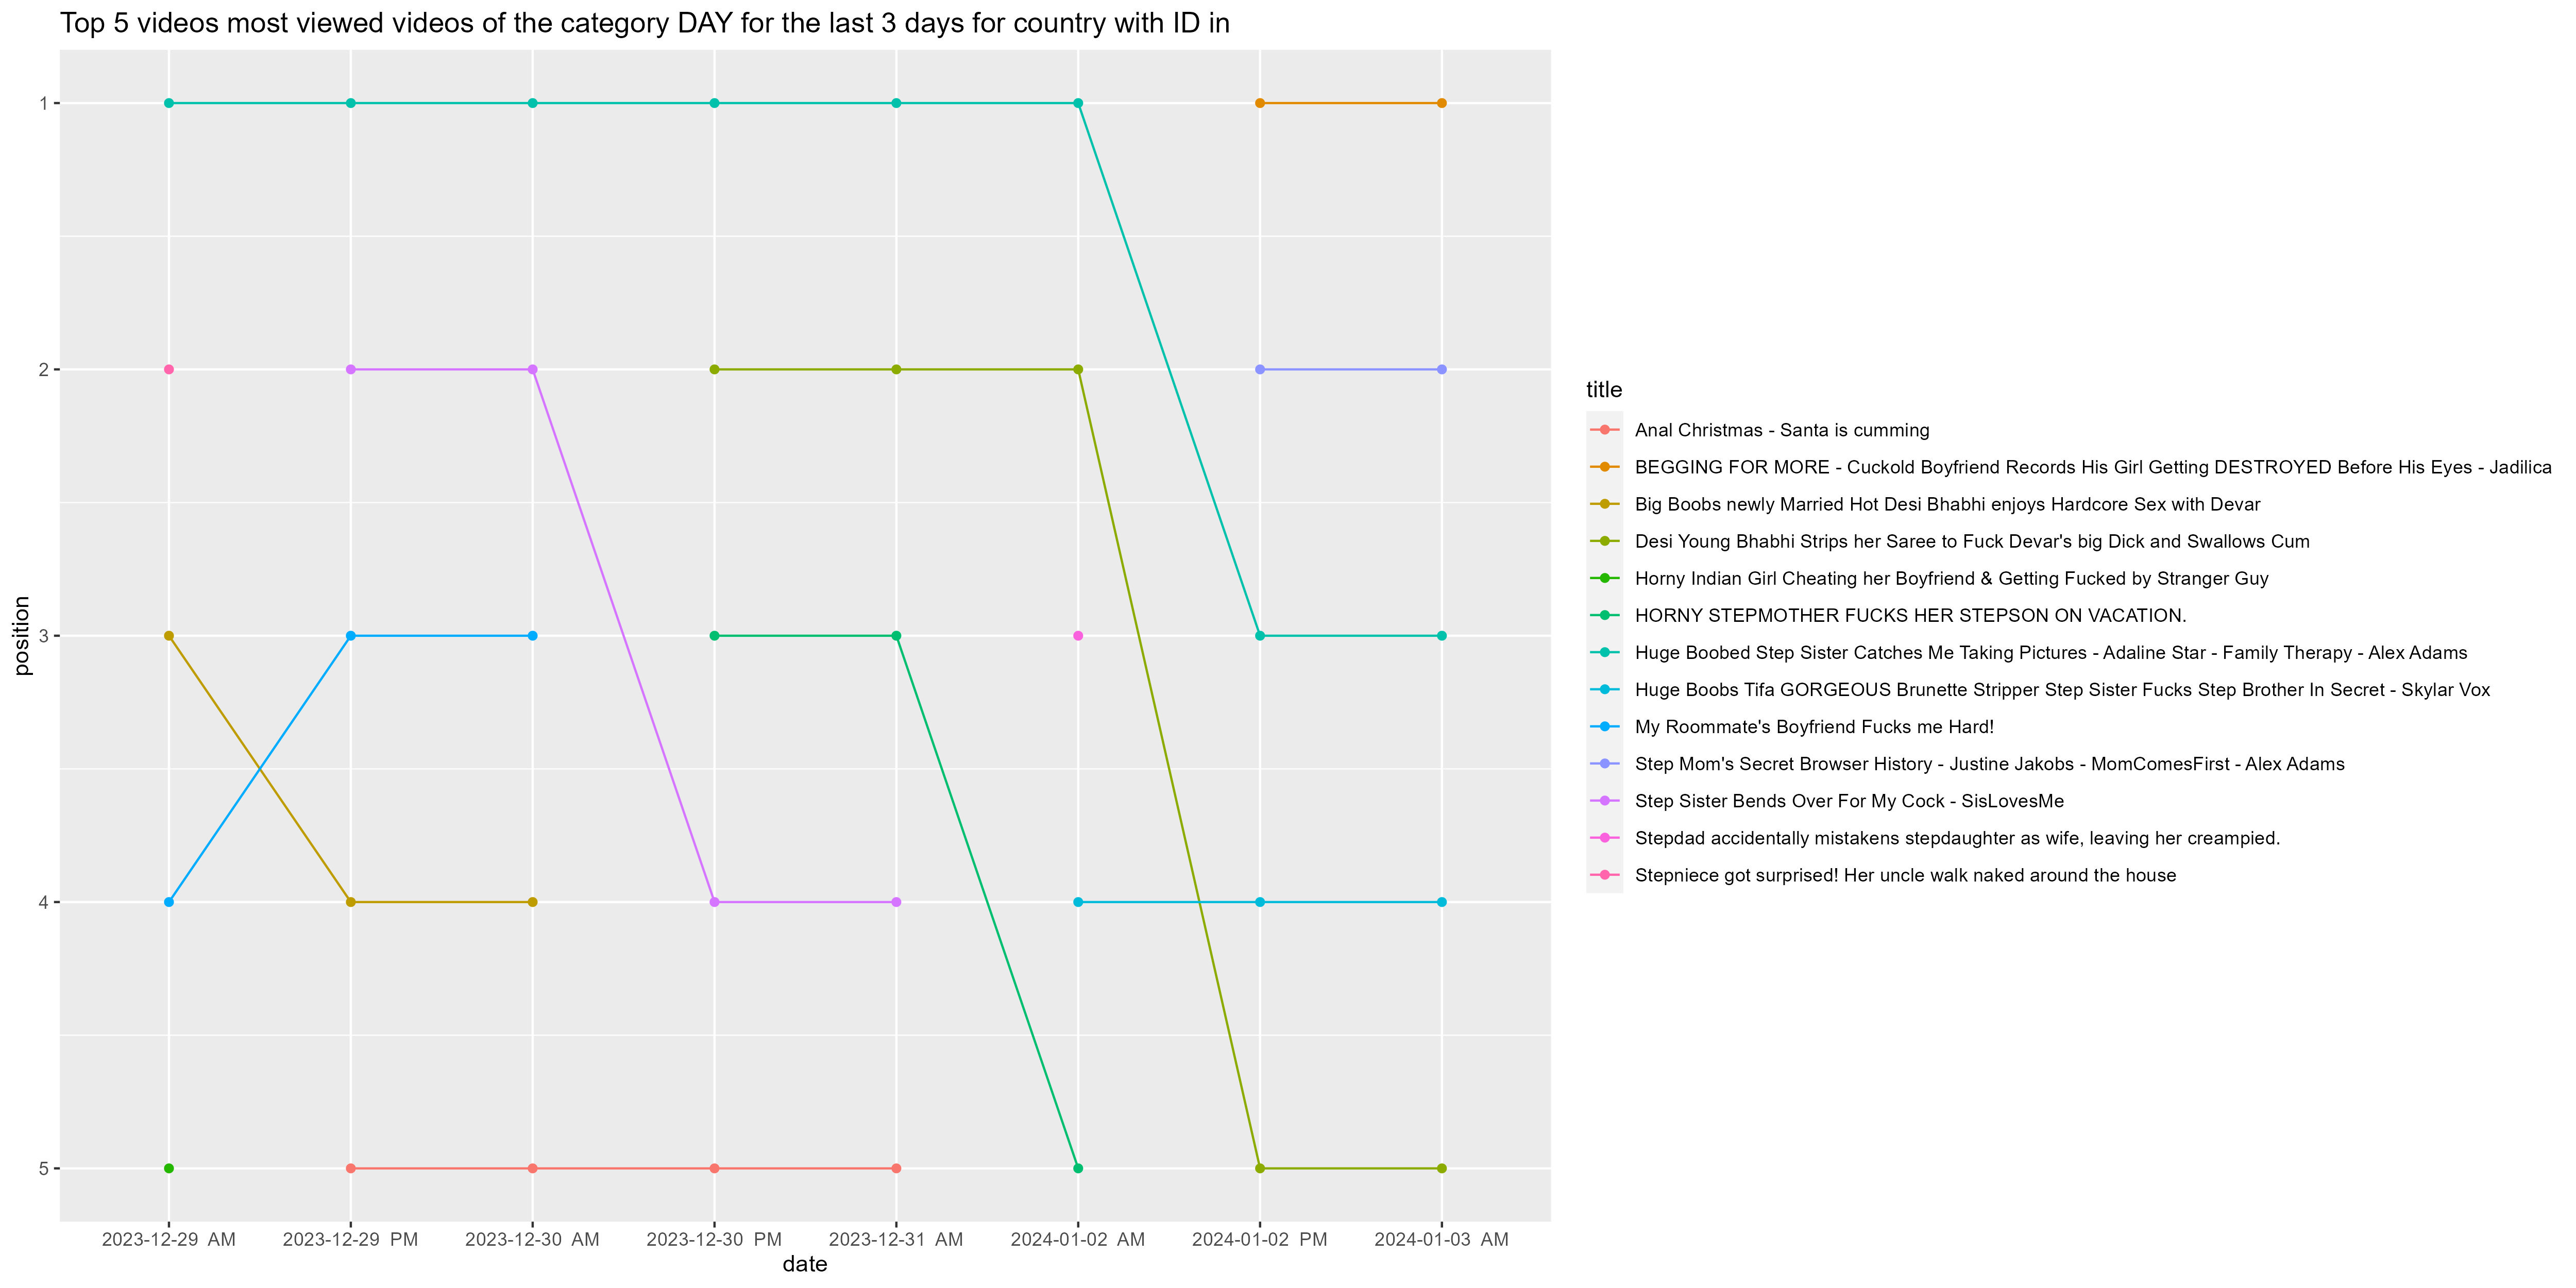 Top 5 videos most viewed videos of the category DAY for the last 3 days for country with ID in
1
2
3
4
5
position
2023-12-29 AM
2023-12-29 PM
2023-12-30 AM
2023-12-30 PM
2023-12-31 AM
2024-01-02 AM
2024-01-02 PM
2024-01-03 AM
date
title
Anal Christmas - Santa is cumming
BEGGING FOR MORE - Cuckold Boyfriend Records His Girl Getting DESTROYED Before His Eyes - Jadilica
Big Boobs newly Married Hot Desi Bhabhi enjoys Hardcore Sex with Devar
Desi Young Bhabhi Strips her Saree to Fuck Devar's big Dick and Swallows Cum
Horny Indian Girl Cheating her Boyfriend & Getting Fucked by Stranger Guy
HORNY STEPMOTHER FUCKS HER STEPSON ON VACATION.
Huge Boobed Step Sister Catches Me Taking Pictures - Adaline Star - Family Therapy - Alex Adams
Huge Boobs Tifa GORGEOUS Brunette Stripper Step Sister Fucks Step Brother In Secret - Skylar Vox
My Roommate's Boyfriend Fucks me Hard!
Step Mom's Secret Browser History - Justine Jakobs - MomComesFirst - Alex Adams
Step Sister Bends Over For My Cock - SisLovesMe
Stepdad accidentally mistakens stepdaughter as wife, leaving her creampied.
Stepniece got surprised! Her uncle walk naked around the house